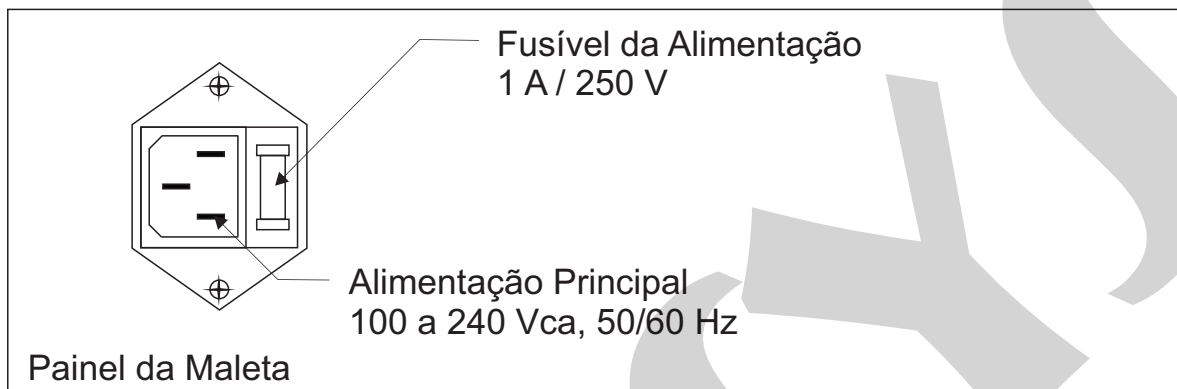 Fusível da Alimentação
1 A / 250 V
Alimentação Principal
100 a 240 Vca, 50/60 Hz
Painel da Maleta